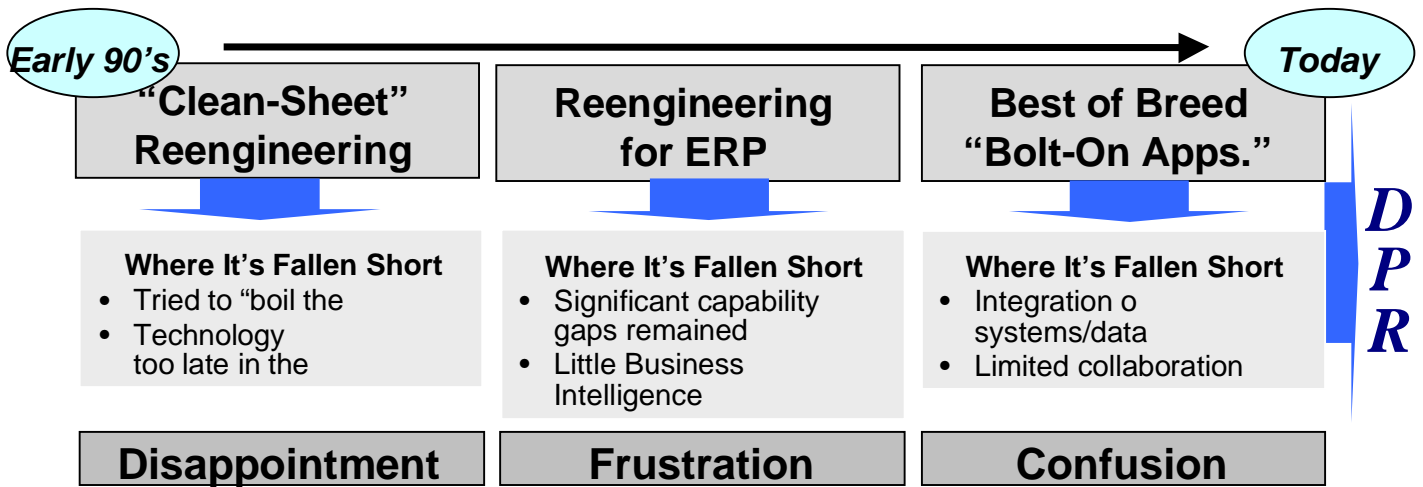 Early 90’s
Today
“Clean-Sheet”
Reengineering
Reengineering
for ERP
Best of Breed
“Bolt-On Apps.”
Where It’s Fallen Short
• Tried to “boil the
• Technology
too late in the
Where It’s Fallen Short
• Significant capability
gaps remained
• Little Business
Intelligence
Where It’s Fallen Short
• Integration o
systems/data
• Limited collaboration
D
P
R
Disappointment
Frustration
Confusion